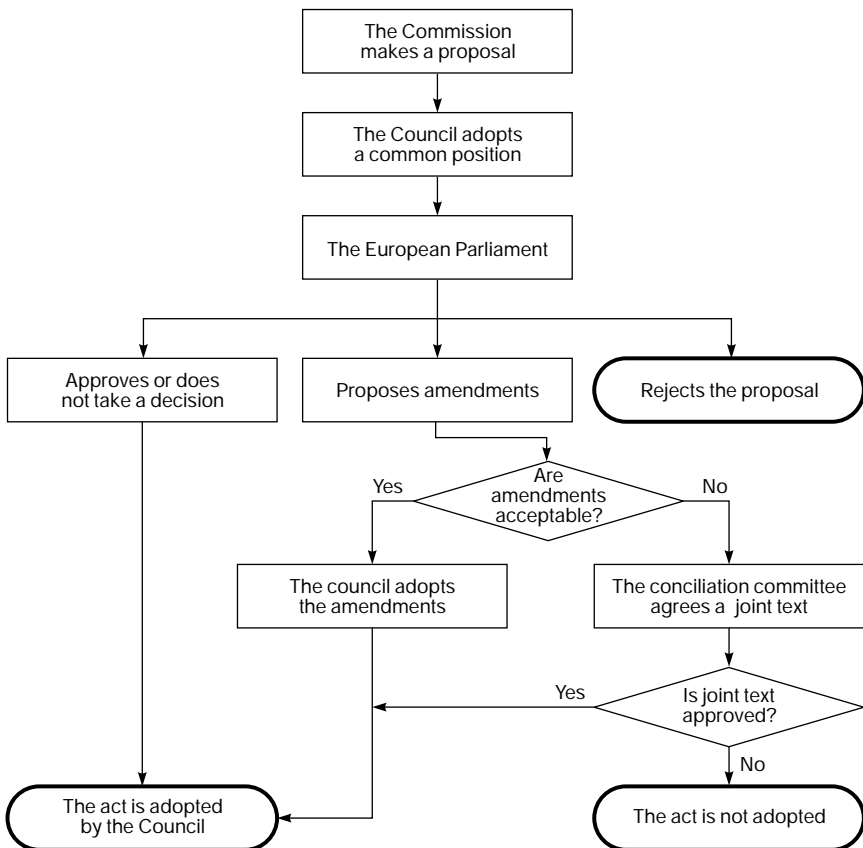 The Commission
makes a proposal
The Council adopts
a common position
The European Parliament
Approves or does
not take a decision
Proposes amendments
Rejects the proposal
Are
amendments
acceptable?
Yes
No
The council adopts
the amendments
The conciliation committee
agrees a joint text
Yes
Is joint text
approved?
No
The act is adopted
by the Council
The act is not adopted